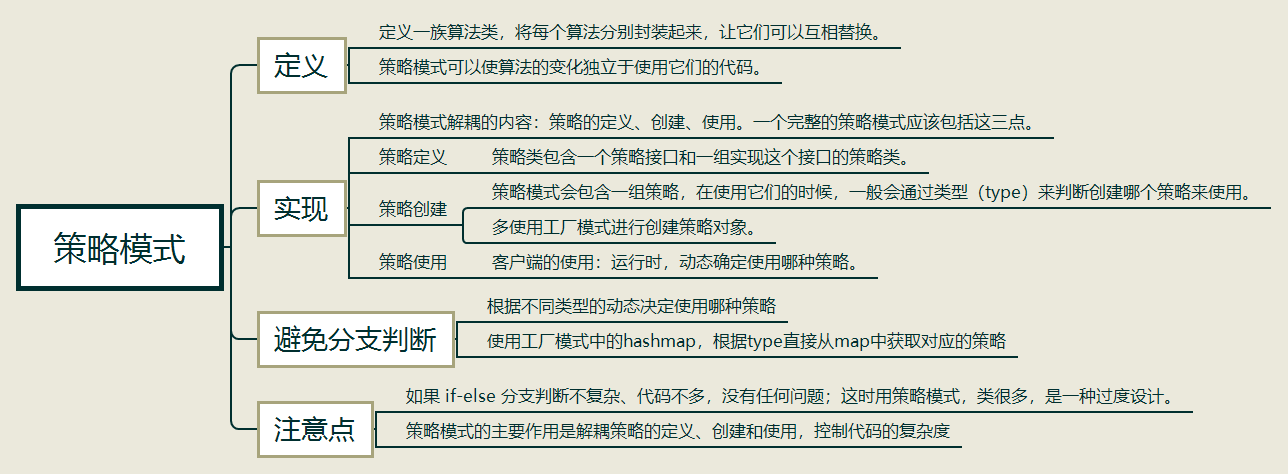 策略模式
定义
定义一族算法类，将每个算法分别封装起来，让它们可以互相替换。
策略模式可以使算法的变化独立于使用它们的代码。
实现
策略模式解耦的内容：策略的定义、创建、使用。一个完整的策略模式应该包括这三点。
策略定义
策略类包含一个策略接口和一组实现这个接口的策略类。
策略创建
策略模式会包含一组策略，在使用它们的时候，一般会通过类型（type）来判断创建哪个策略来使用。
多使用工厂模式进行创建策略对象。
策略使用
客户端的使用：运行时，动态确定使用哪种策略。
避免分支判断
根据不同类型的动态决定使用哪种策略
使用工厂模式中的hashmap，根据type直接从map中获取对应的策略
注意点
如果 if-else 分支判断不复杂、代码不多，没有任何问题；这时用策略模式，类很多，是一种过度设计。
策略模式的主要作用是解耦策略的定义、创建和使用，控制代码的复杂度